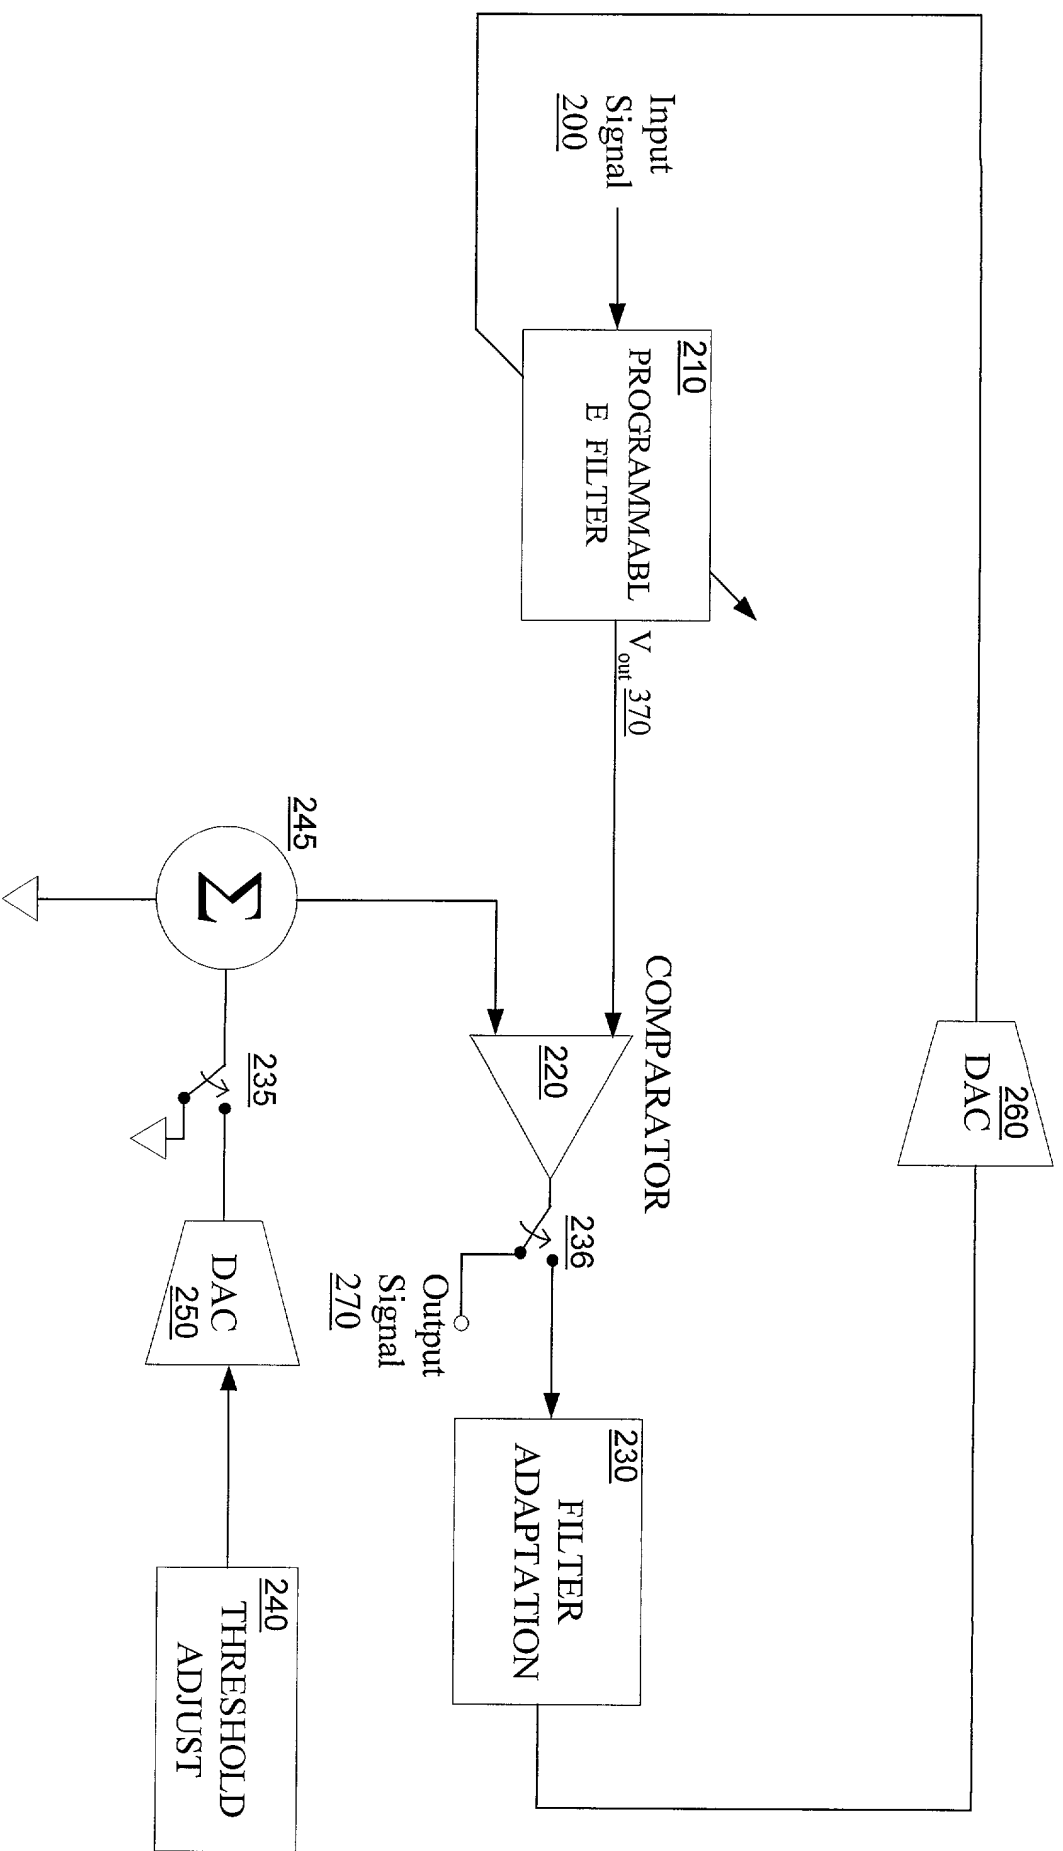 260
DAC
Input
Signal
200
210
PROGRAMMABL
E FILTER
Vout 370
COMPARATOR
220
236
Output
Signal
270
230
FILTER
ADAPTATION
245
Σ
235
DAC
250
240
THRESHOLD
ADJUST